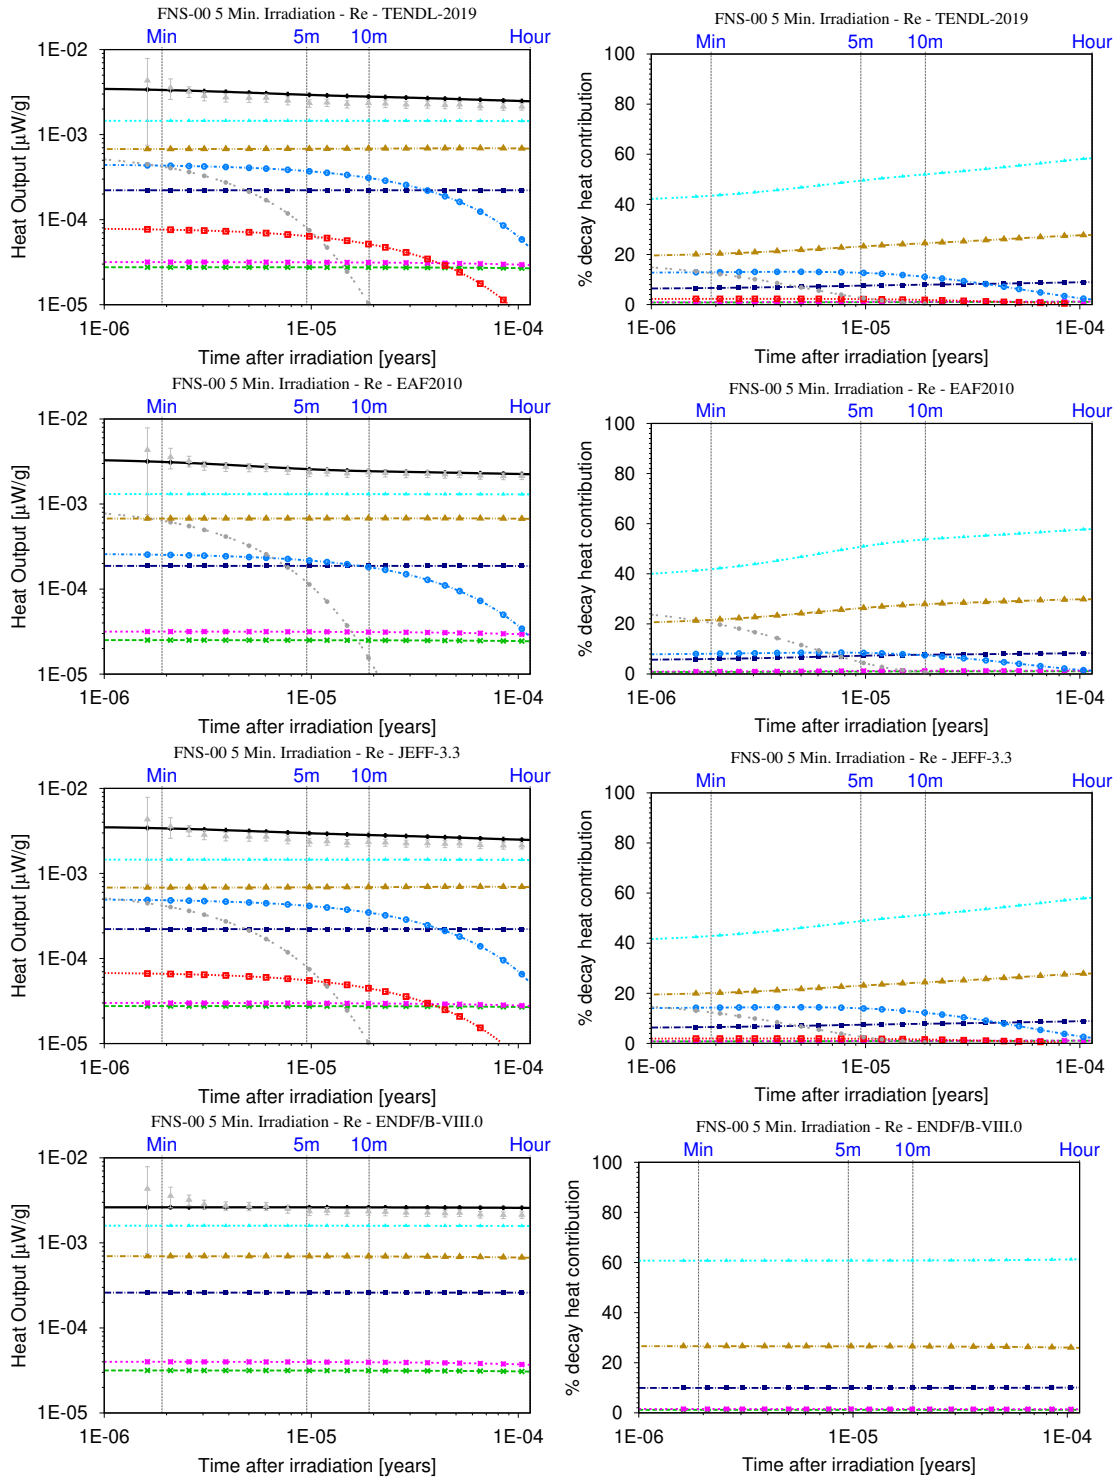 FNS-00 5 Min. Irradiation - Re - TENDL-2019
Min 5m 10m Hour
1E-02
1E-03
1E-04
1E-05
Heat Output [μW/g]
1E-06 1E-05 1E-04
Time after irradiation [years]
FNS-00 5 Min. Irradiation - Re - TENDL-2019
Min 5m 10m Hour
100
80
60
40
20
0
% decay heat contribution
1E-06 1E-05 1E-04
Time after irradiation [years]
FNS-00 5 Min. Irradiation - Re - EAF2010
Min 5m 10m Hour
1E-02
1E-03
1E-04
1E-05
Heat Output [μW/g]
1E-06 1E-05 1E-04
Time after irradiation [years]
FNS-00 5 Min. Irradiation - Re - EAF2010
Min 5m 10m Hour
100
80
60
40
20
0
% decay heat contribution
1E-06 1E-05 1E-04
Time after irradiation [years]
FNS-00 5 Min. Irradiation - Re - JEFF-3.3
Min 5m 10m Hour
1E-02
1E-03
1E-04
1E-05
Heat Output [μW/g]
1E-06 1E-05 1E-04
Time after irradiation [years]
FNS-00 5 Min. Irradiation - Re - JEFF-3.3
Min 5m 10m Hour
100
80
60
40
20
0
% decay heat contribution
1E-06 1E-05 1E-04
Time after irradiation [years]
FNS-00 5 Min. Irradiation - Re - ENDF/B-VIII.0
Min 5m 10m Hour
1E-02
1E-03
1E-04
1E-05
Heat Output [μW/g]
1E-06 1E-05 1E-04
Time after irradiation [years]
FNS-00 5 Min. Irradiation - Re - ENDF/B-VIII.0
Min 5m 10m Hour
100
80
60
40
20
0
% decay heat contribution
1E-06 1E-05 1E-04
Time after irradiation [years]